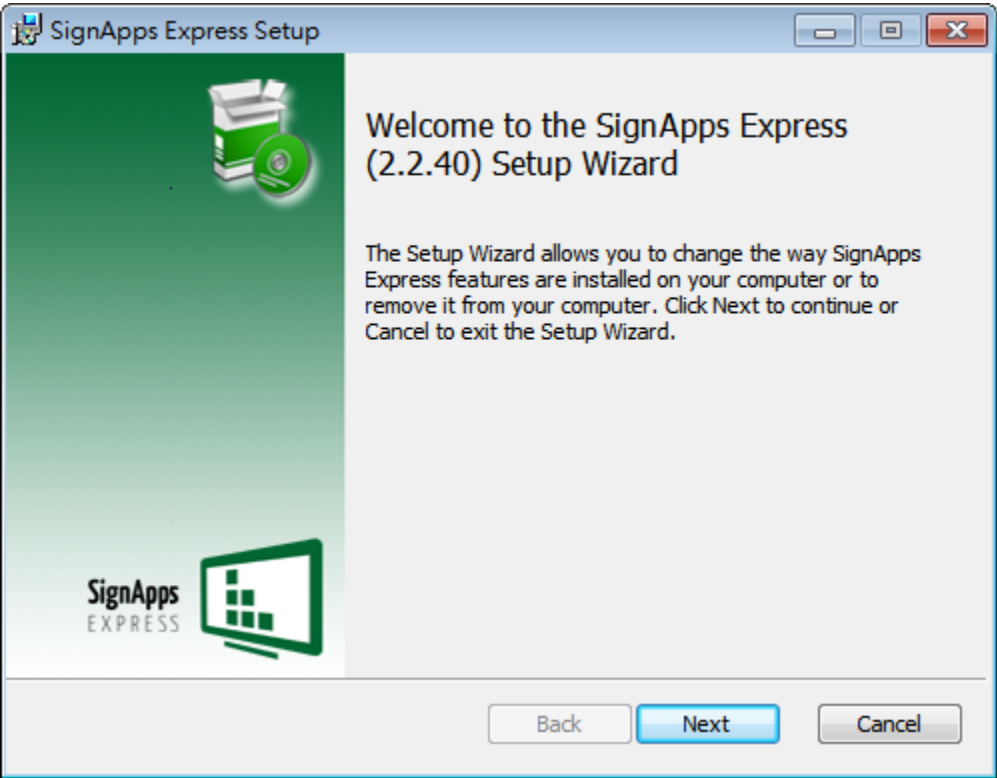 SignApps Express Setup
Welcome to the SignApps Express
(2.2.40) Setup Wizard
The Setup Wizard allows you to change the way SignApps
Express features are installed on your computer or to
remove it from your computer. Click Next to continue or
Cancel to exit the Setup Wizard.
SignApps
EXPRESS
Back
Next
Cancel